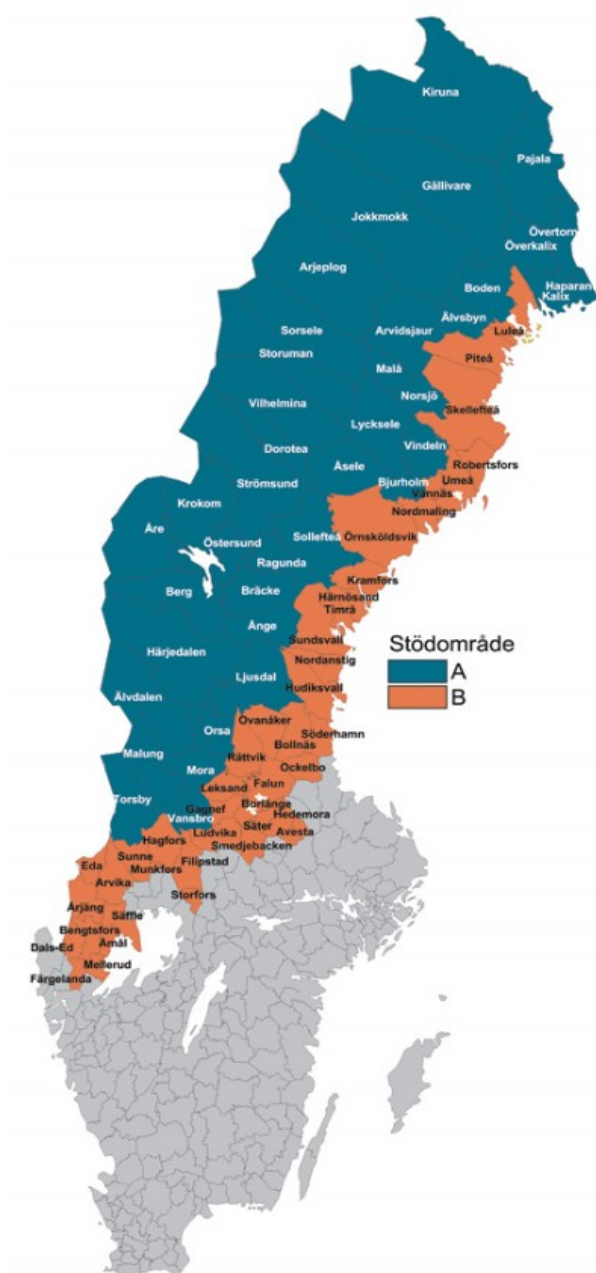 Kiruna
Pajala
Gällivare
Jokkmokk
Övertorn
Överkalix
Arjeplog
Boden
Haparan
Kalix
Älvsbyn
Sorsele
Arvidsjaur
Luleå
Storuman
Piteå
Malå
Norsjö
Vilhelmina
Skellefteå
Lycksele
Vindeln
Dorotea
Åsele
Robertsfors
Strömsund
Bjurholm
Umeå
Vännäs
Krokom
Nordmaling
Åre
Sollefteå
Örnsköldsvik
Östersund
Ragunda
Kramfors
Berg
Bräcke
Härnösand
Timrå
Ånge
Sundsvall
Stödområde
Härjedalen
Nordanstig
A
Ljusdal
Hudiksvall
B
Älvdalen
Ovanåker
Orsa
Söderhamn
Bollnäs
Malung
Rättvik
Mora
Ockelbo
Leksand
Falun
Torsby
Borlänge
Gagnef
Vansbro
Hedemora
Säter
Ludvika
Avesta
Hagfors
Smedjebacken
Sunne
Eda
Munkfors
Filipstad
Arvika
Storfors
Årjäng
Säffle
Bengtsfors
Dals-Ed
Åmål
Mellerud
Färgelanda